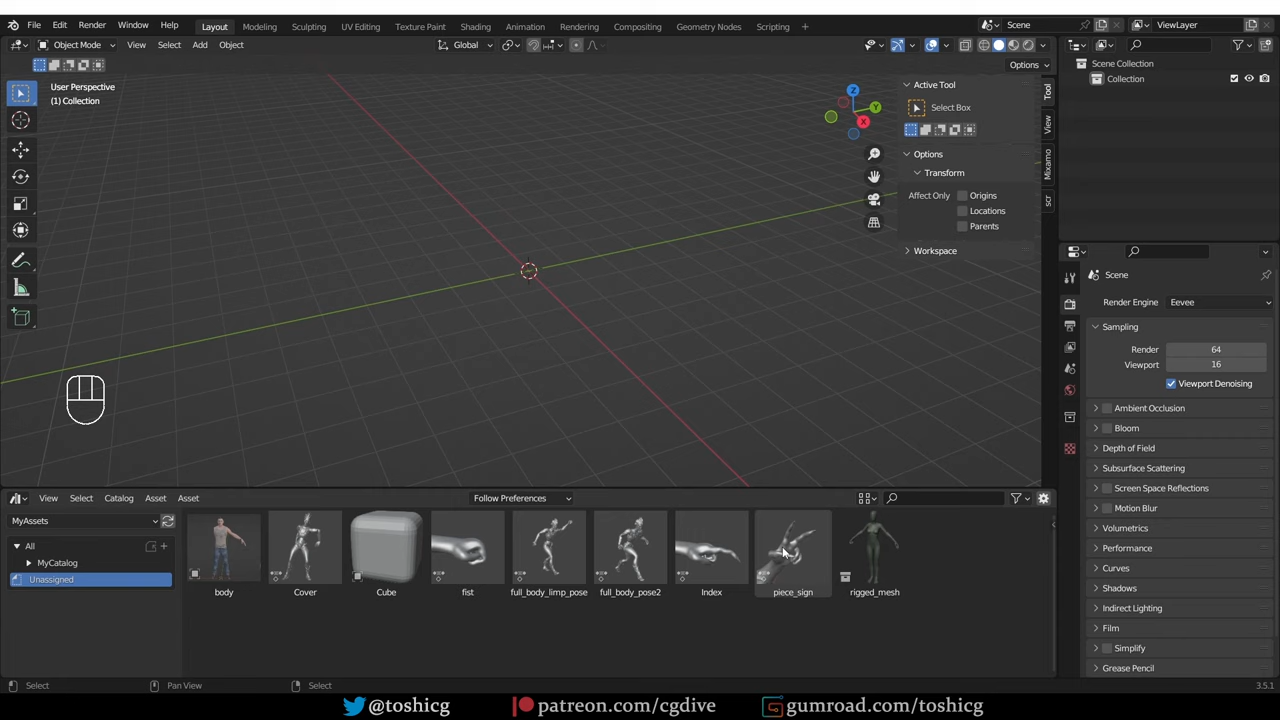 File Edit Render Window Help Layout Modeling Sculpting UV Editing Texture Paint Shading Animation Rendering Compositing Geometry Nodes Scripting + Scene ViewLayer
Object Mode View Select Add Object Global
Options
User Perspective
(1) Collection
Z
Y
X
Active Tool
Select Box
Options
Transform
Affect Only Origins
Locations
Parents
Workspace
Tool
View
Mixamo
scr
Scene Collection
Collection
Scene
Render Engine Eevee
Sampling
Render 64
Viewport 16
Viewport Denoising
Ambient Occlusion
Bloom
Depth of Field
Subsurface Scattering
Screen Space Reflections
Motion Blur
Volumetrics
Performance
Curves
Shadows
Indirect Lighting
Film
Simplify
Grease Pencil
View Select Catalog Asset Asset Follow Preferences
MyAssets
All
MyCatalog
Unassigned
body Cover Cube fist full_body_limp_pose full_body_pose2 Index piece_sign rigged_mesh
Select Pan View Select 3.5.1
@toshicg patreon.com/cgdive gumroad.com/toshicg